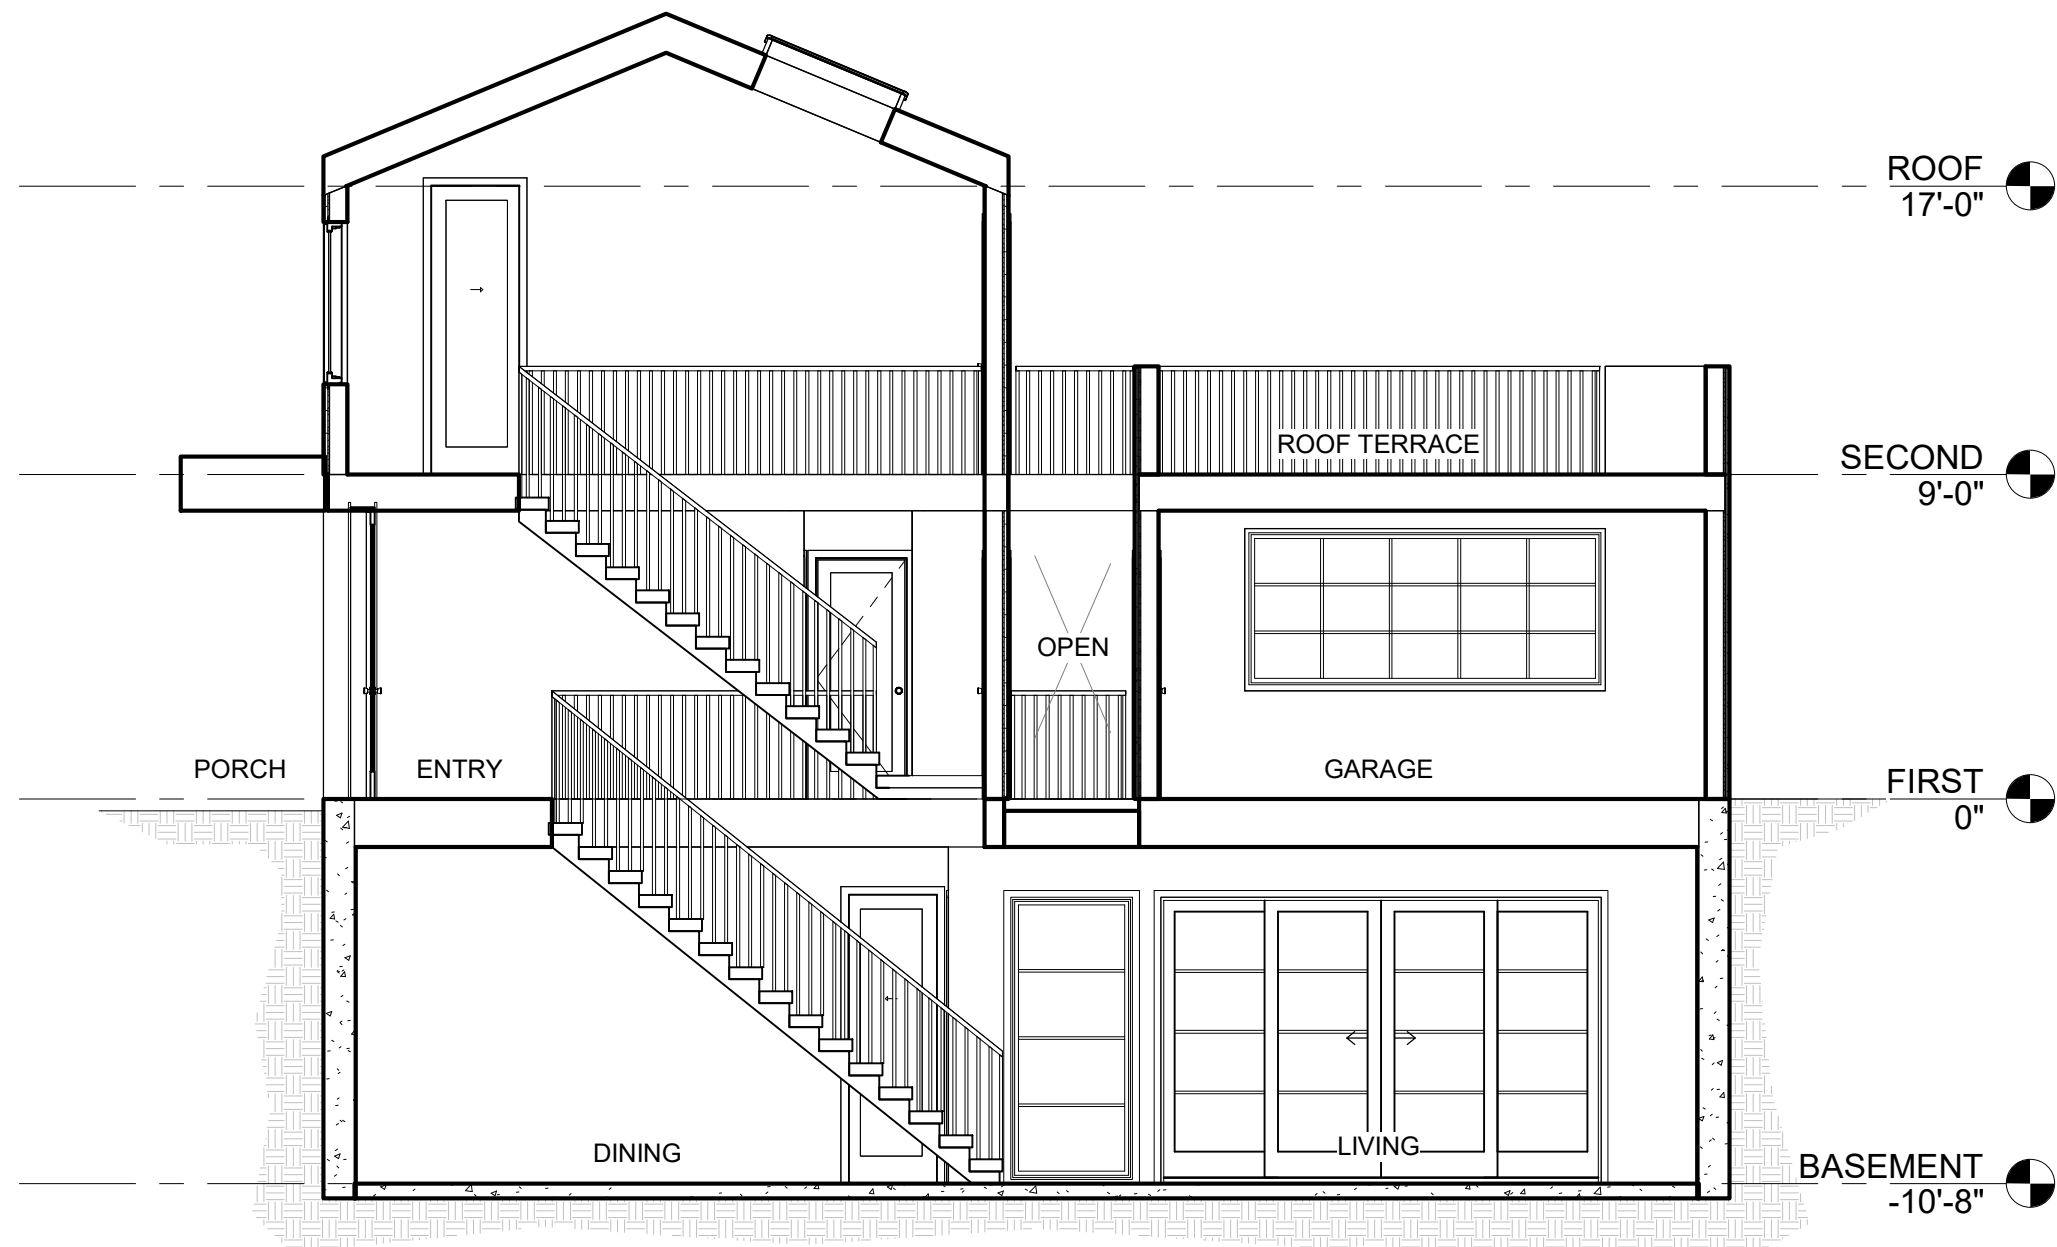 ROOF
17'-0"
ROOF TERRACE
SECOND
9'-0"
OPEN
PORCH
ENTRY
GARAGE
FIRST
0"
DINING
LIVING
BASEMENT
-10'-8"